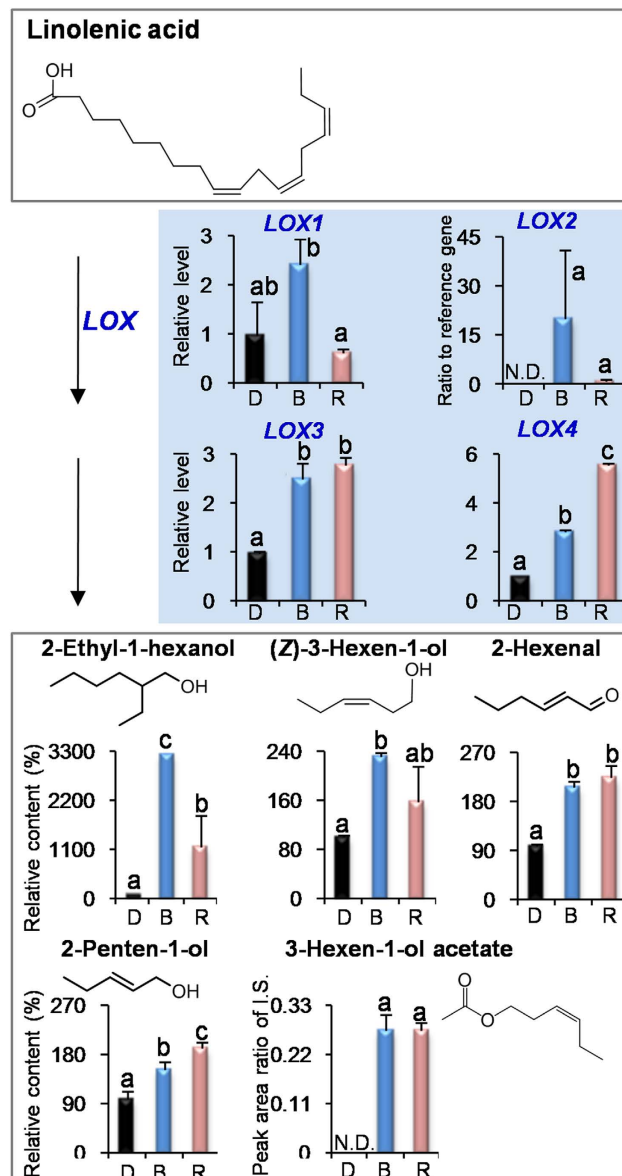 Linolenic acid
OH
O
LOX
LOX1
Relative level
3
2
1
0
ab
b
a
D B R
LOX2
Ratio to reference gene
45
30
15
0
N.D.
a
a
D B R
LOX3
Relative level
3
2
1
0
a
b
b
D B R
LOX4
6
4
2
0
a
b
c
D B R
2-Ethyl-1-hexanol
OH
Relative content (%)
3300
2200
1100
0
a
c
b
D B R
(Z)-3-Hexen-1-ol
OH
240
160
80
0
a
b
ab
D B R
2-Hexenal
O
270
180
90
0
a
b
b
D B R
2-Penten-1-ol
OH
Relative content (%)
270
180
90
0
a
b
c
D B R
3-Hexen-1-ol acetate
O
O
Peak area ratio of I.S.
0.33
0.22
0.11
0
N.D.
a
a
D B R